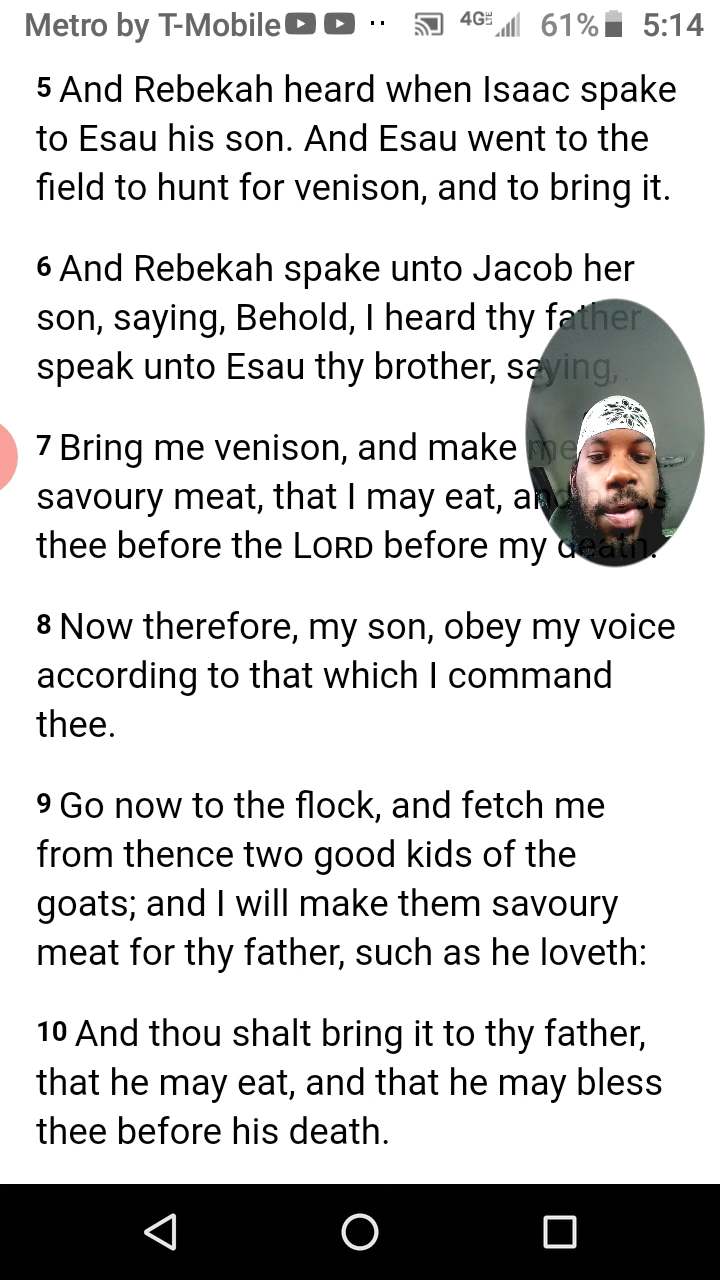 Metro by T-Mobile 4G LTE 61% 5:14
5 And Rebekah heard when Isaac spake
to Esau his son. And Esau went to the
field to hunt for venison, and to bring it.
6 And Rebekah spake unto Jacob her
son, saying, Behold, I heard thy father
speak unto Esau thy brother, saying,
7 Bring me venison, and make me
savoury meat, that I may eat, and
thee before the LORD before my death.
8 Now therefore, my son, obey my voice
according to that which I command
thee.
9 Go now to the flock, and fetch me
from thence two good kids of the
goats; and I will make them savoury
meat for thy father, such as he loveth:
10 And thou shalt bring it to thy father,
that he may eat, and that he may bless
thee before his death.